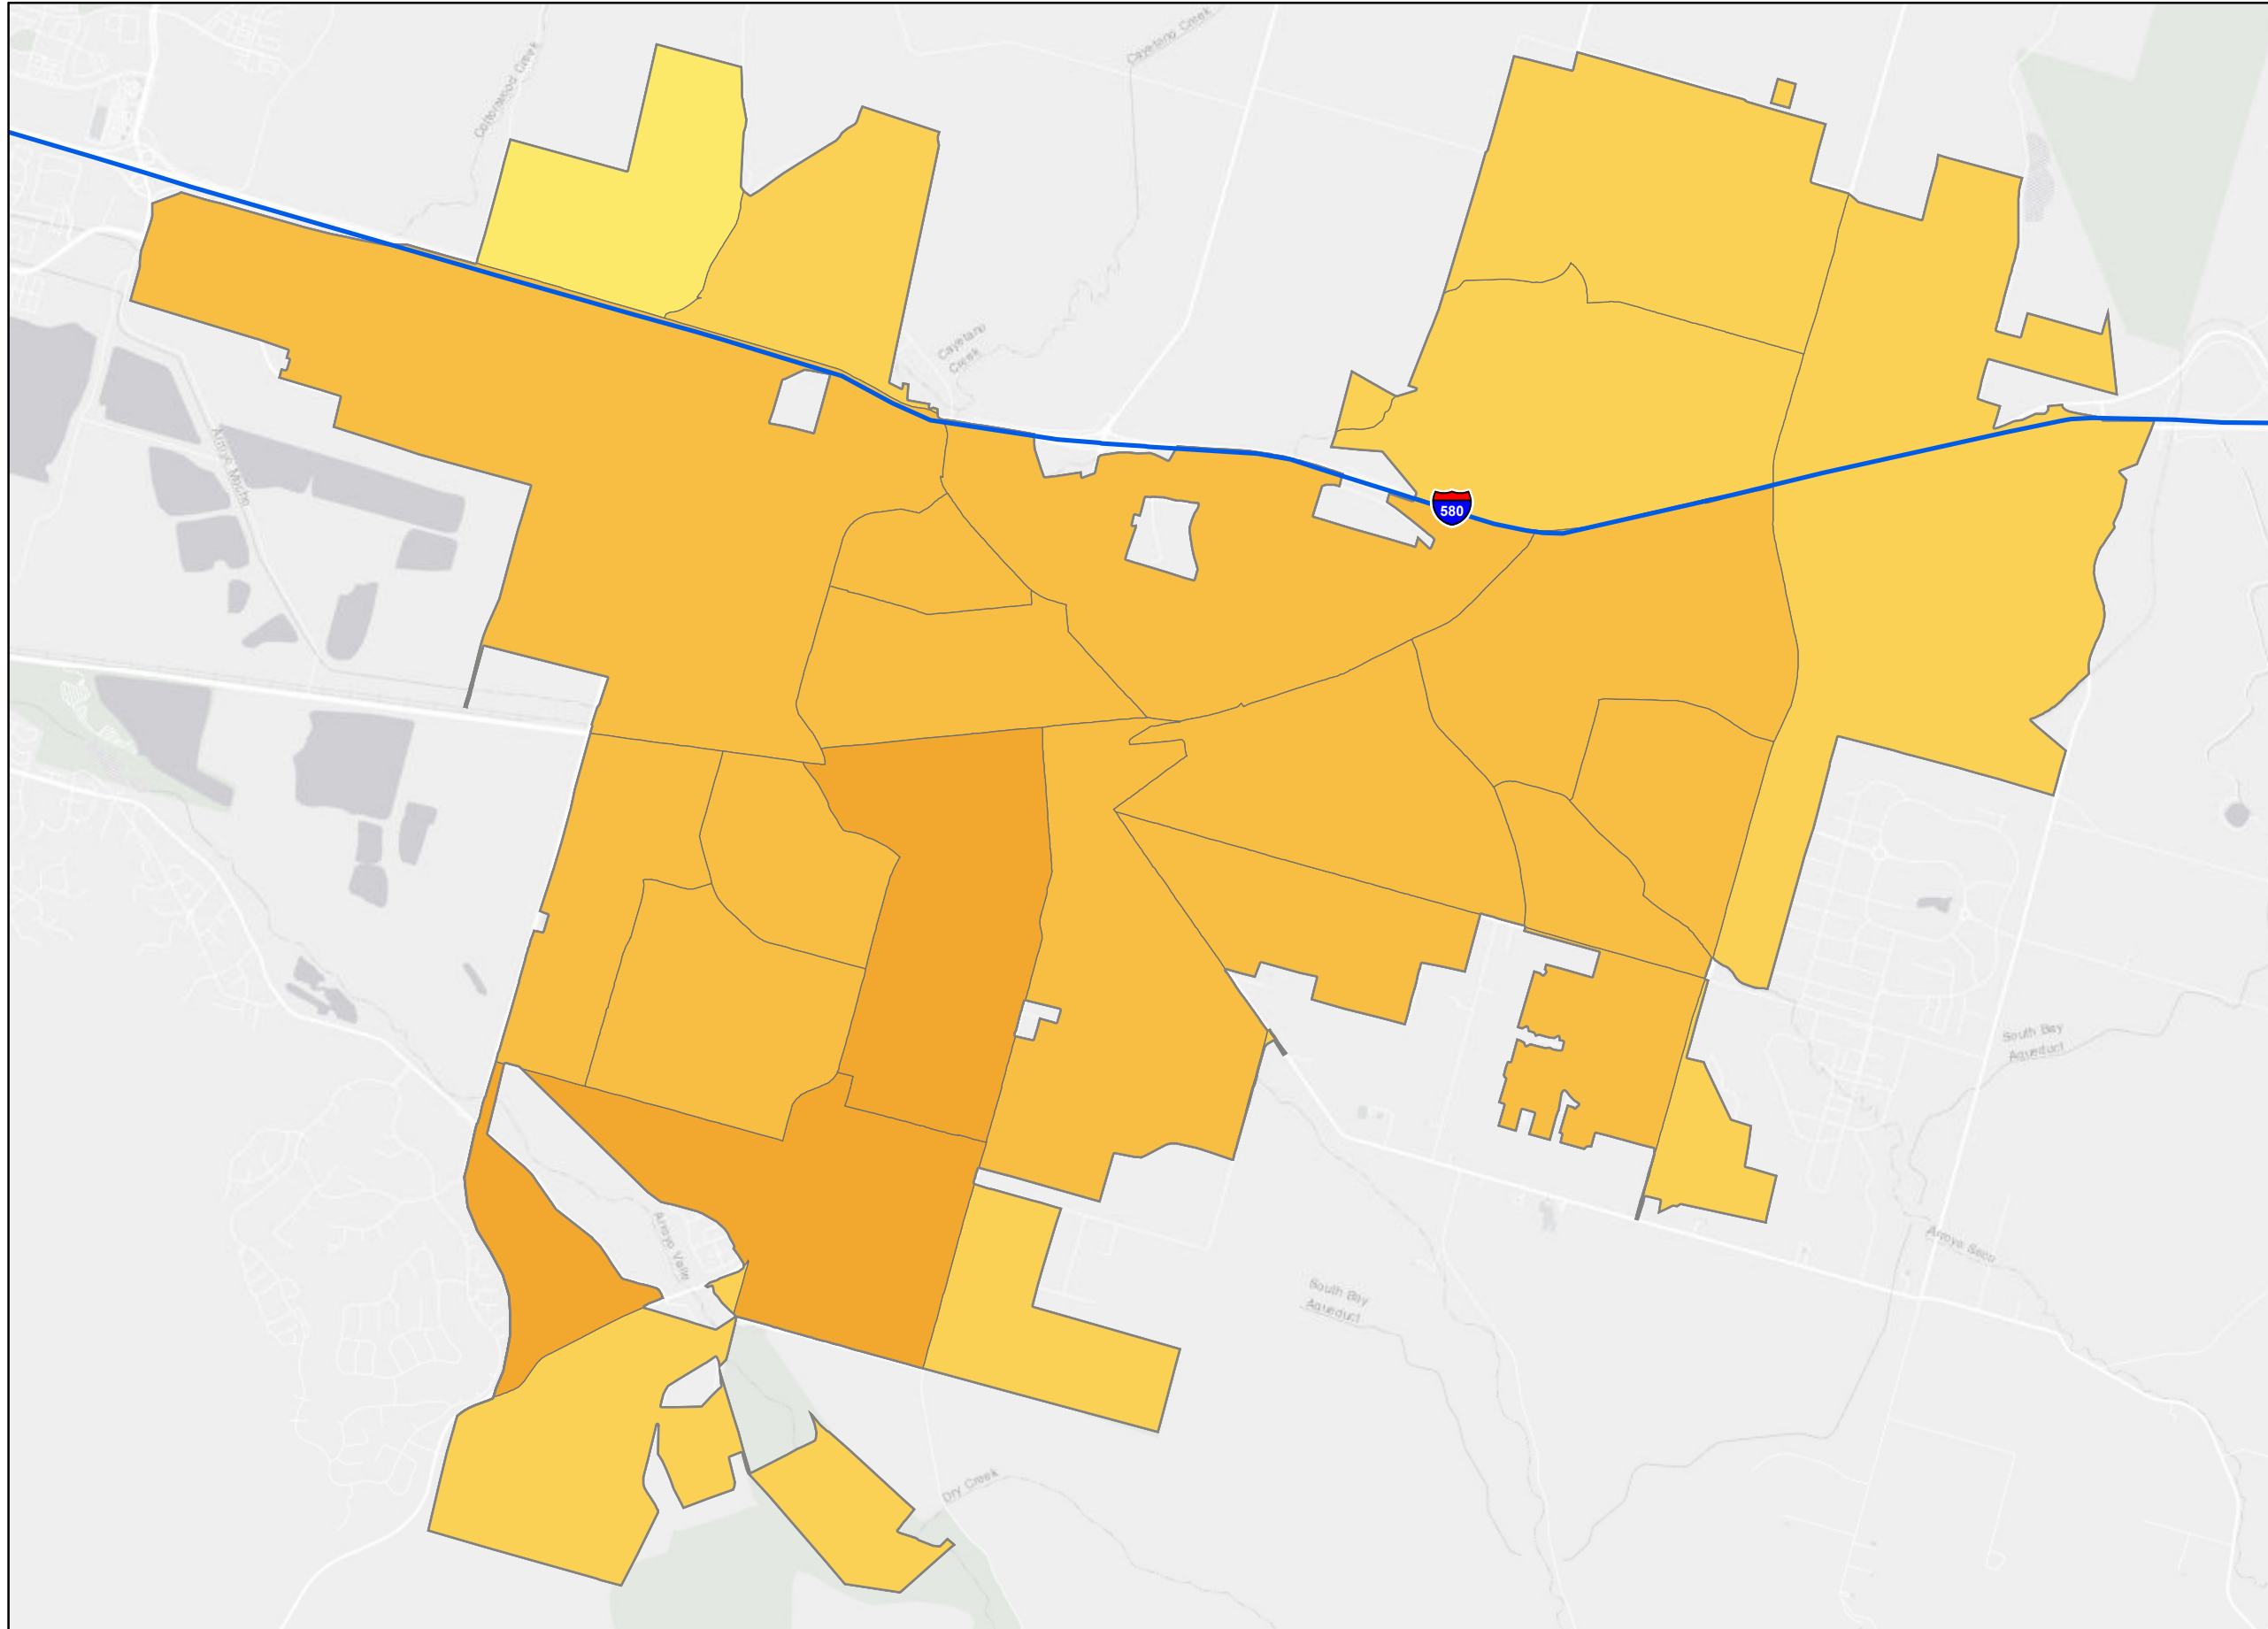 Cayetano Creek
Cottonwood Creek
Cayetano
Creek
Arroyo Mocho
580
South Bay
Aqueduct
Arroyo Valle
Arroyo Seco
South Bay
Aqueduct
Dry Creek